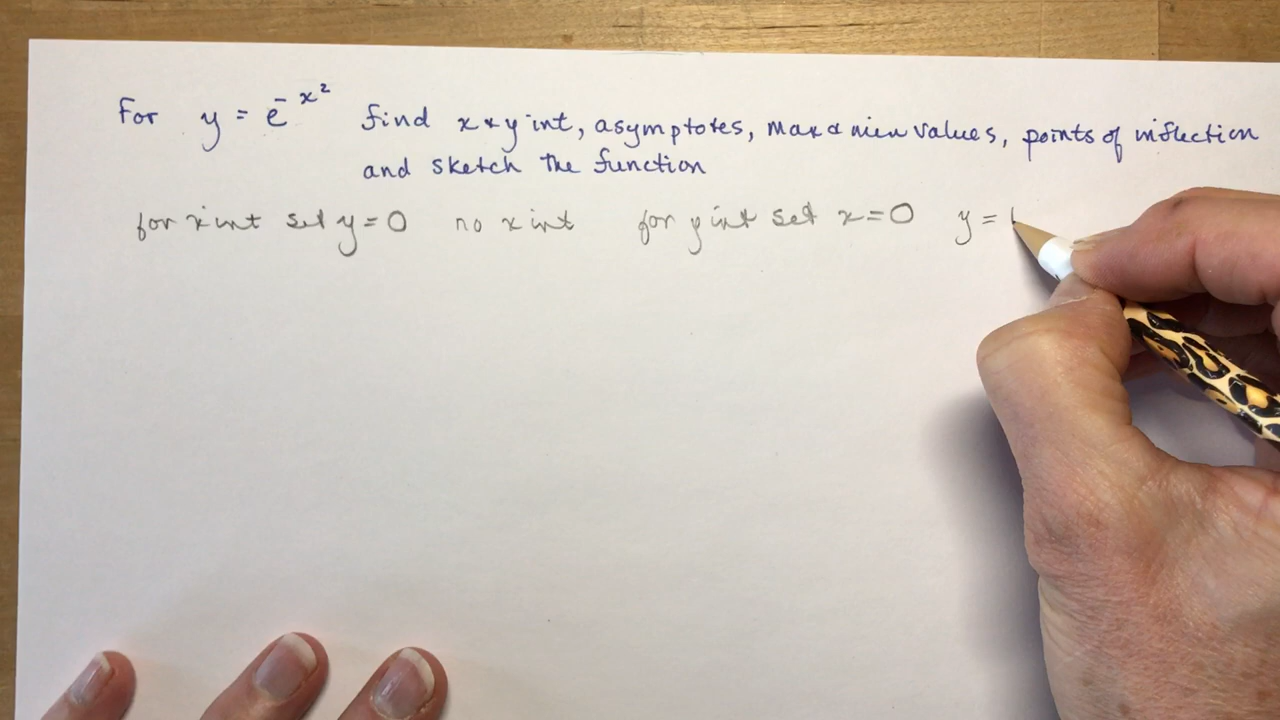 For y = e^-x² find x & y int, asymptotes, max & min values, points of inflection
and sketch the function
for x int set y = 0 no x int for y int set x = 0 y = 1